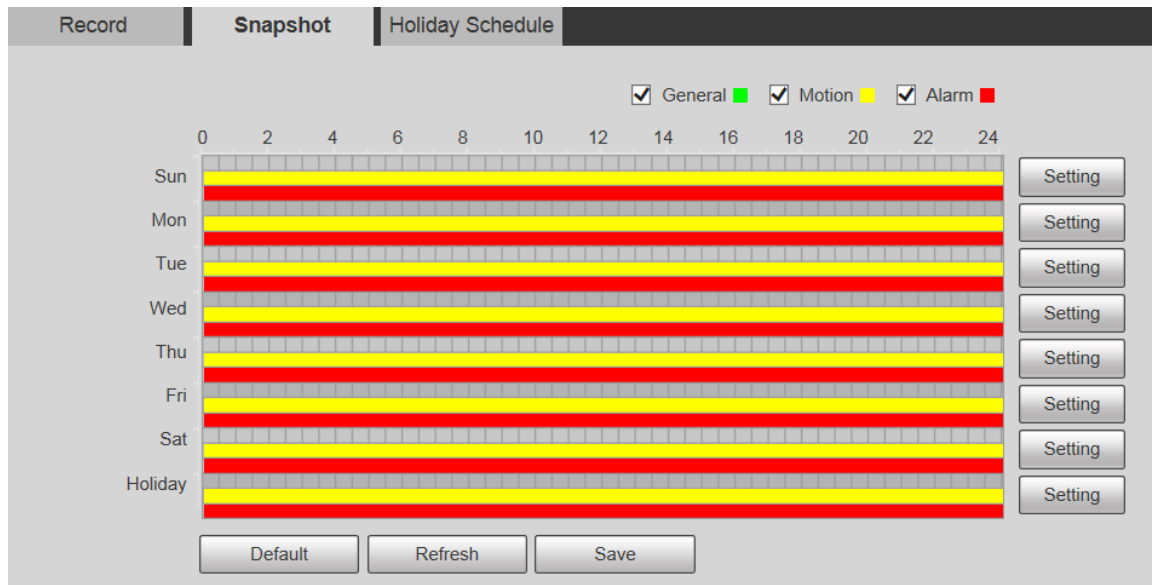 Record Snapshot Holiday Schedule
General Motion Alarm
0 2 4 6 8 10 12 14 16 18 20 22 24
Sun Setting
Mon Setting
Tue Setting
Wed Setting
Thu Setting
Fri Setting
Sat Setting
Holiday Setting
Default Refresh Save